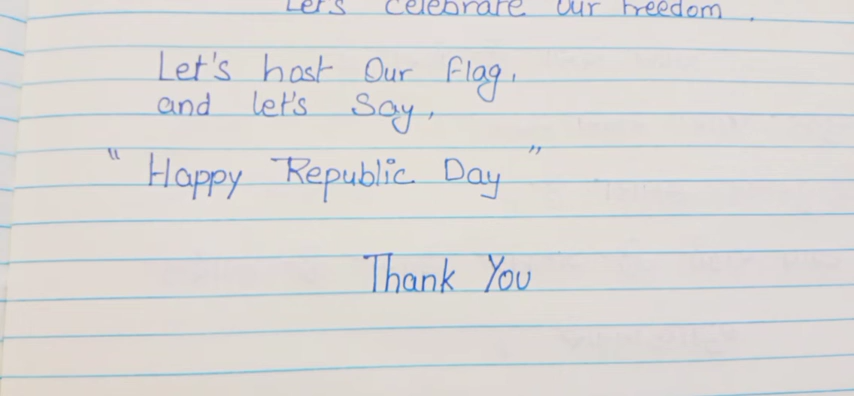 Let's celebrate our freedom.
Let's host Our flag,
and let's Say,
" Happy Republic Day "
Thank You